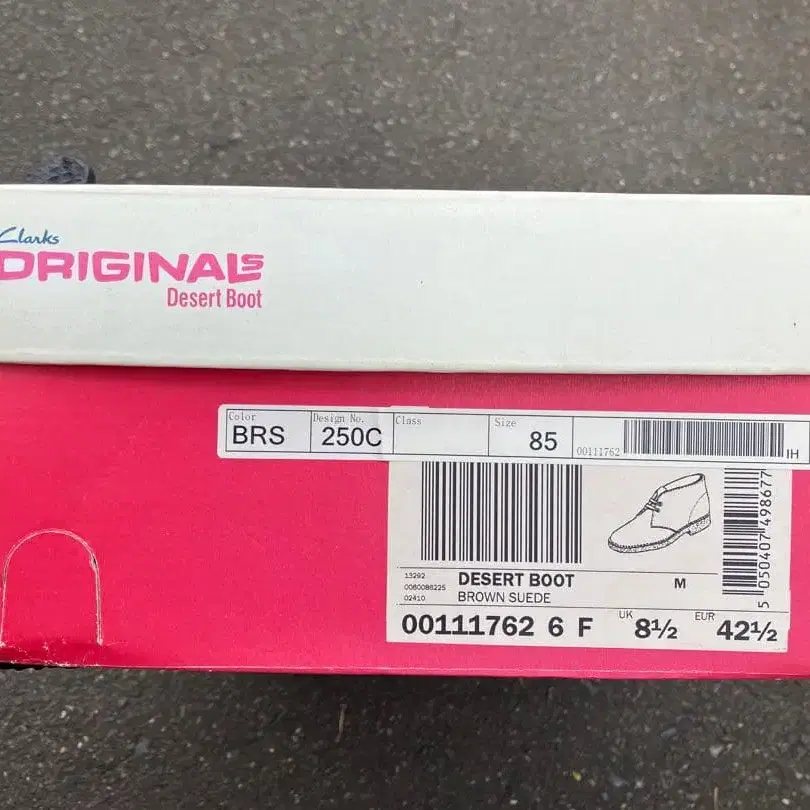 Clarks
ORIGINALS
Desert Boot
Color Design No. Class Size
BRS 250C 85 00111762 IH
13292
0060086225
02410
DESERT BOOT M
BROWN SUEDE
00111762 6 F UK 8½ EUR 42½
5 050407 498677